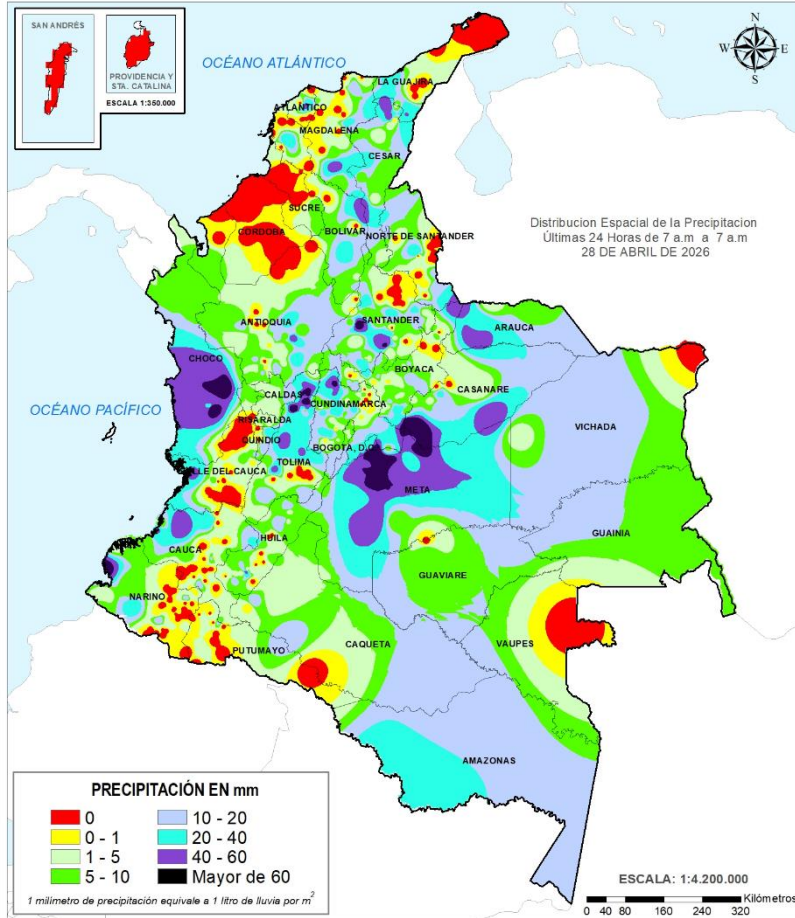 SAN ANDRÉS
PROVIDENCIA Y
STA. CATALINA
ESCALA 1:350.000
OCÉANO ATLÁNTICO
N
W E
S
LA GUAJIRA
ATLANTICO
MAGDALENA
CESAR
SUCRE
CORDOBA
BOLIVAR
NORTE DE SANTANDER
Distribucion Espacial de la Precipitacion
Últimas 24 Horas de 7 a.m a 7 a.m
28 DE ABRIL DE 2026
ANTIOQUIA
SANTANDER
ARAUCA
CHOCO
BOYACA
CASANARE
CALDAS
CUNDINAMARCA
OCÉANO PACÍFICO
RISARALDA
QUINDIO
VICHADA
BOGOTA, D.C.
TOLIMA
VALLE DEL CAUCA
META
GUAINIA
HUILA
CAUCA
GUAVIARE
NARINO
CAQUETA
VAUPES
PUTUMAYO
AMAZONAS
PRECIPITACIÓN EN mm
0
0 - 1
1 - 5
5 - 10
10 - 20
20 - 40
40 - 60
Mayor de 60
1 milimetro de precipitación equivale a 1 litro de lluvia por m²
ESCALA: 1:4.200.000
Kilómetros
0 40 80 160 240 320